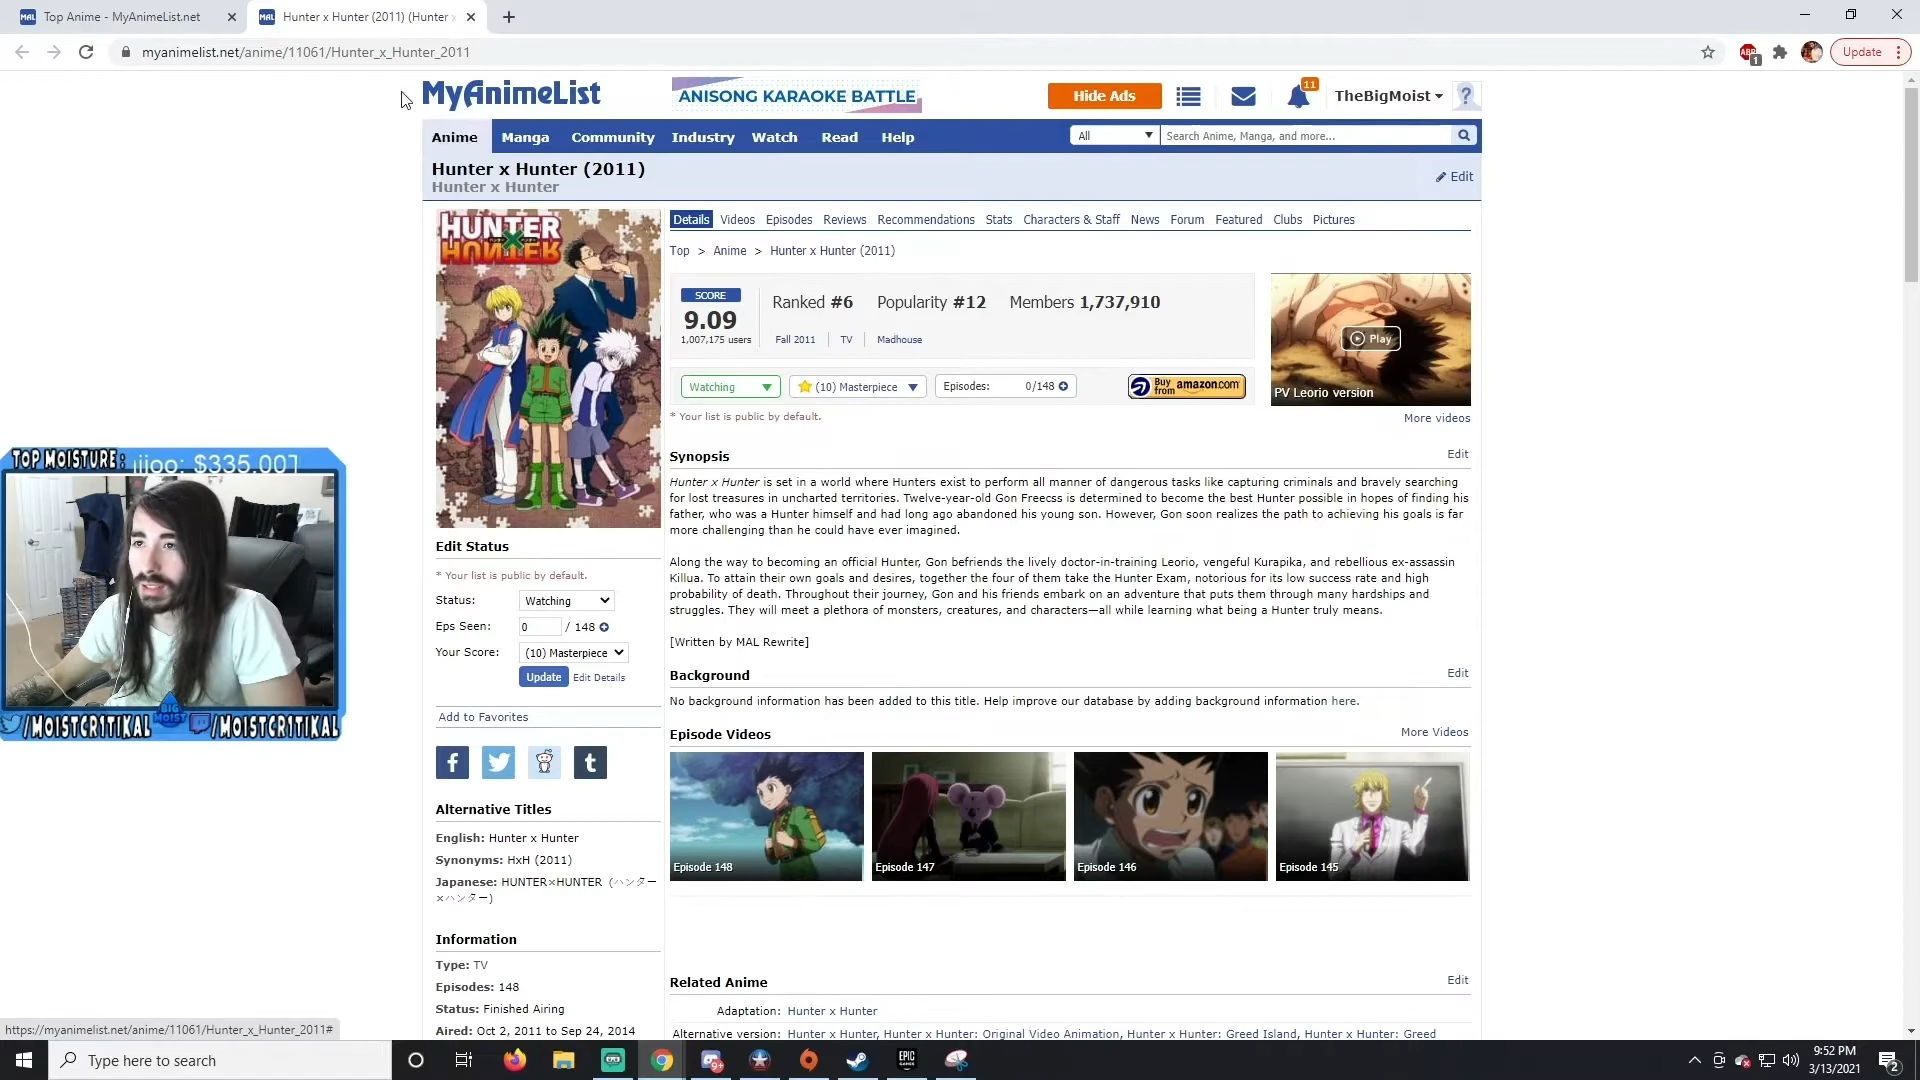 Top Anime - MyAnimeList.net
Hunter x Hunter (2011) (Hunter x
myanimelist.net/anime/11061/Hunter_x_Hunter_2011
ABP
1
Update
MyAnimeList
ANISONG KARAOKE BATTLE
Hide Ads
11
TheBigMoist
?
Anime Manga Community Industry Watch Read Help
All
Search Anime, Manga, and more...
Hunter x Hunter (2011)
Hunter x Hunter
Edit
HUNTER
HUNTER
Details Videos Episodes Reviews Recommendations Stats Characters & Staff News Forum Featured Clubs Pictures
Top > Anime > Hunter x Hunter (2011)
SCORE
9.09
1,007,175 users
Ranked #6 Popularity #12 Members 1,737,910
Fall 2011 | TV | Madhouse
Play
PV Leorio version
Watching
(10) Masterpiece
Episodes: 0/148
Buy from amazon.com
* Your list is public by default.
More videos
Synopsis
Edit
Hunter x Hunter is set in a world where Hunters exist to perform all manner of dangerous tasks like capturing criminals and bravely searching
for lost treasures in uncharted territories. Twelve-year-old Gon Freecss is determined to become the best Hunter possible in hopes of finding his
father, who was a Hunter himself and had long ago abandoned his young son. However, Gon soon realizes the path to achieving his goals is far
more challenging than he could have ever imagined.
Along the way to becoming an official Hunter, Gon befriends the lively doctor-in-training Leorio, vengeful Kurapika, and rebellious ex-assassin
Killua. To attain their own goals and desires, together the four of them take the Hunter Exam, notorious for its low success rate and high
probability of death. Throughout their journey, Gon and his friends embark on an adventure that puts them through many hardships and
struggles. They will meet a plethora of monsters, creatures, and characters—all while learning what being a Hunter truly means.
[Written by MAL Rewrite]
Background
Edit
No background information has been added to this title. Help improve our database by adding background information here.
Episode Videos
More Videos
Episode 148
Episode 147
Episode 146
Episode 145
Related Anime
Edit
Adaptation: Hunter x Hunter
Alternative version: Hunter x Hunter, Hunter x Hunter: Original Video Animation, Hunter x Hunter: Greed Island, Hunter x Hunter: Greed
Edit Status
* Your list is public by default.
Status: Watching
Eps Seen: 0 / 148
Your Score: (10) Masterpiece
Update Edit Details
Add to Favorites
Alternative Titles
English: Hunter x Hunter
Synonyms: HxH (2011)
Japanese: HUNTER×HUNTER (ハンター
×ハンター)
Information
Type: TV
Episodes: 148
Status: Finished Airing
Aired: Oct 2, 2011 to Sep 24, 2014
TOP MOISTURE:
$335.00
BIG
MOIST
/MOISTCR1TIKAL
/MOISTCR1TIKAL
https://myanimelist.net/anime/11061/Hunter_x_Hunter_2011#
Type here to search
9+
EPIC
GAMES
9:52 PM
3/13/2021
2